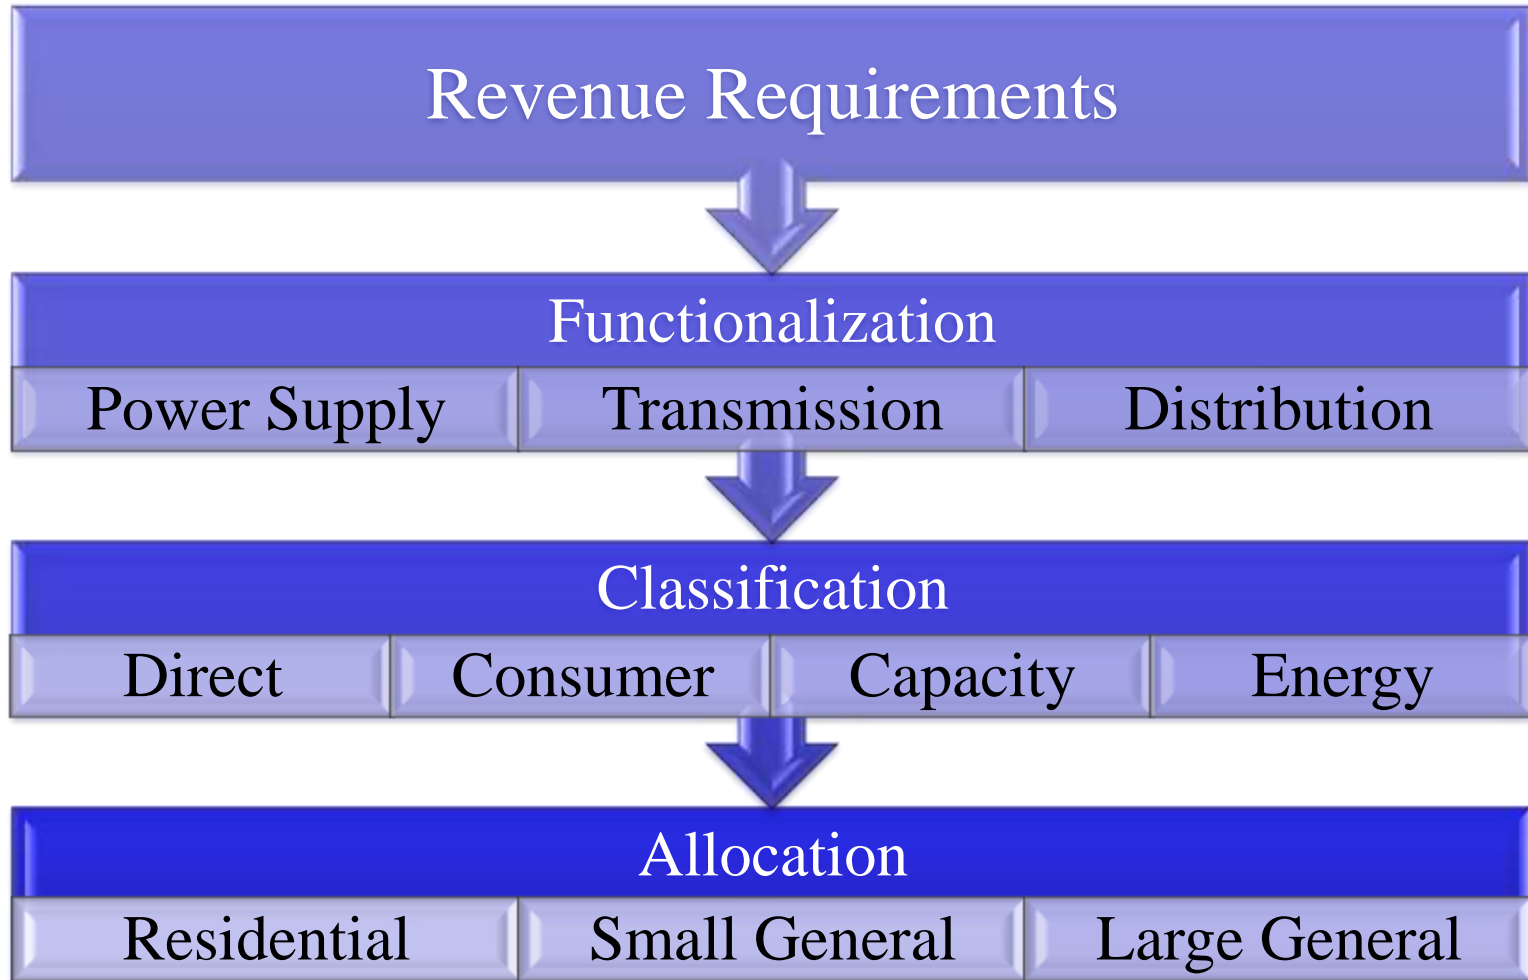 Revenue Requirements
Functionalization
Power Supply Transmission Distribution
Classification
Direct Consumer Capacity Energy
Allocation
Residential Small General Large General